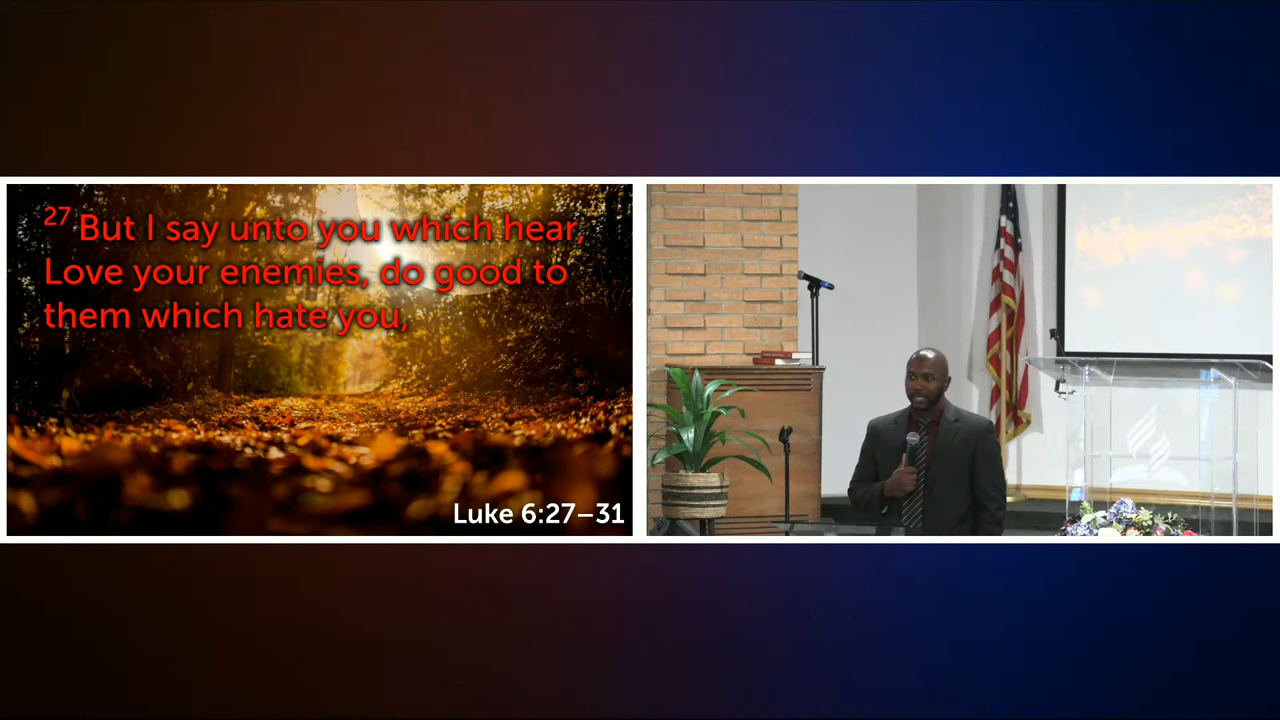 27 But I say unto you which hear,
Love your enemies, do good to
them which hate you,
Luke 6:27–31